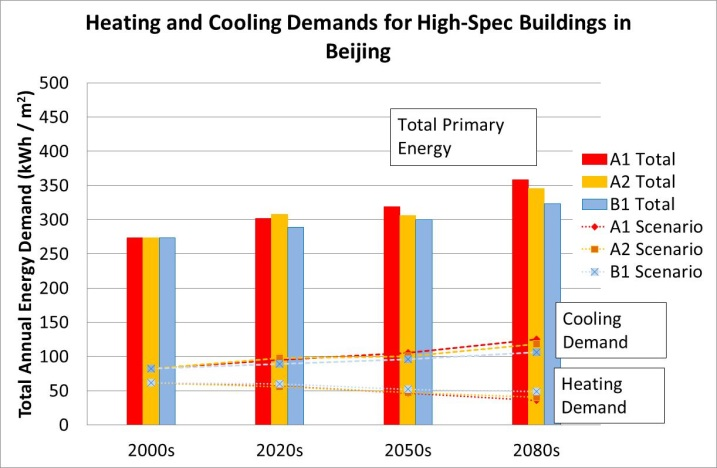 Heating and Cooling Demands for High-Spec Buildings in
Beijing
Total Annual Energy Demand (kWh / m²)
500
450
400
350
300
250
200
150
100
50
0
2000s
2020s
2050s
2080s
Total Primary
Energy
Cooling
Demand
Heating
Demand
A1 Total
A2 Total
B1 Total
A1 Scenario
A2 Scenario
B1 Scenario